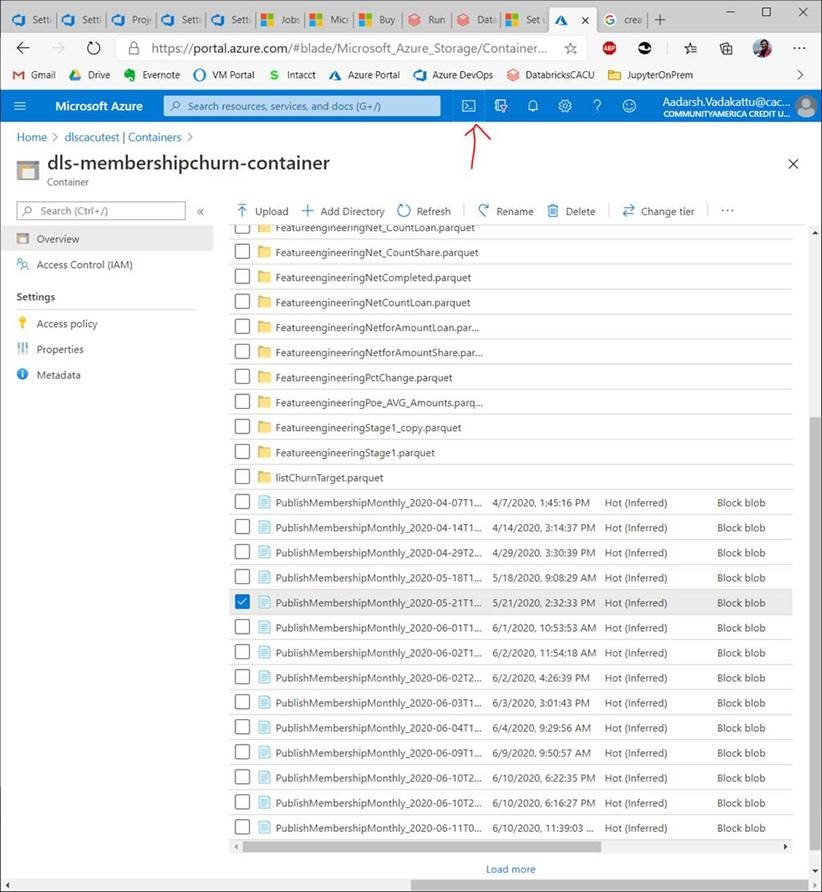 Setti Setti Proje Setti Setti Jobs Micr Buy Run Data Set u crea
https://portal.azure.com/#blade/Microsoft_Azure_Storage/Container...
ABP
Gmail Drive Evernote VM Portal Intacct Azure Portal Azure DevOps DatabricksCACU JupyterOnPrem
Microsoft Azure Search resources, services, and docs (G+/) Aadarsh.Vadakattu@cac...
COMMUNITYAMERICA CREDIT U...
Home > dlscacutest | Containers >
dls-membershipchurn-container
Container
Search (Ctrl+/) « Upload Add Directory Refresh Rename Delete Change tier ...
Overview
Access Control (IAM)
Settings
Access policy
Properties
Metadata
FeatureengineeringNet_CountLoan.parquet
FeatureengineeringNet_CountShare.parquet
FeatureengineeringNetCompleted.parquet
FeatureengineeringNetCountLoan.parquet
FeatureengineeringNetforAmountLoan.par...
FeatureengineeringNetforAmountShare.par...
FeatureengineeringPctChange.parquet
FeatureengineeringPoe_AVG_Amounts.parq...
FeatureengineeringStage1_copy.parquet
FeatureengineeringStage1.parquet
listChurnTarget.parquet
PublishMembershipMonthly_2020-04-07T1... 4/7/2020, 1:45:16 PM Hot (Inferred) Block blob
PublishMembershipMonthly_2020-04-14T1... 4/14/2020, 3:14:37 PM Hot (Inferred) Block blob
PublishMembershipMonthly_2020-04-29T2... 4/29/2020, 3:30:39 PM Hot (Inferred) Block blob
PublishMembershipMonthly_2020-05-18T1... 5/18/2020, 9:08:29 AM Hot (Inferred) Block blob
PublishMembershipMonthly_2020-05-21T1... 5/21/2020, 2:32:33 PM Hot (Inferred) Block blob
PublishMembershipMonthly_2020-06-01T1... 6/1/2020, 10:53:53 AM Hot (Inferred) Block blob
PublishMembershipMonthly_2020-06-02T1... 6/2/2020, 11:54:18 AM Hot (Inferred) Block blob
PublishMembershipMonthly_2020-06-02T2... 6/2/2020, 4:26:39 PM Hot (Inferred) Block blob
PublishMembershipMonthly_2020-06-03T1... 6/3/2020, 3:01:43 PM Hot (Inferred) Block blob
PublishMembershipMonthly_2020-06-04T1... 6/4/2020, 9:29:56 AM Hot (Inferred) Block blob
PublishMembershipMonthly_2020-06-09T1... 6/9/2020, 9:50:57 AM Hot (Inferred) Block blob
PublishMembershipMonthly_2020-06-10T2... 6/10/2020, 6:22:35 PM Hot (Inferred) Block blob
PublishMembershipMonthly_2020-06-10T2... 6/10/2020, 6:16:27 PM Hot (Inferred) Block blob
PublishMembershipMonthly_2020-06-11T0... 6/10/2020, 11:39:03 ... Hot (Inferred) Block blob
Load more